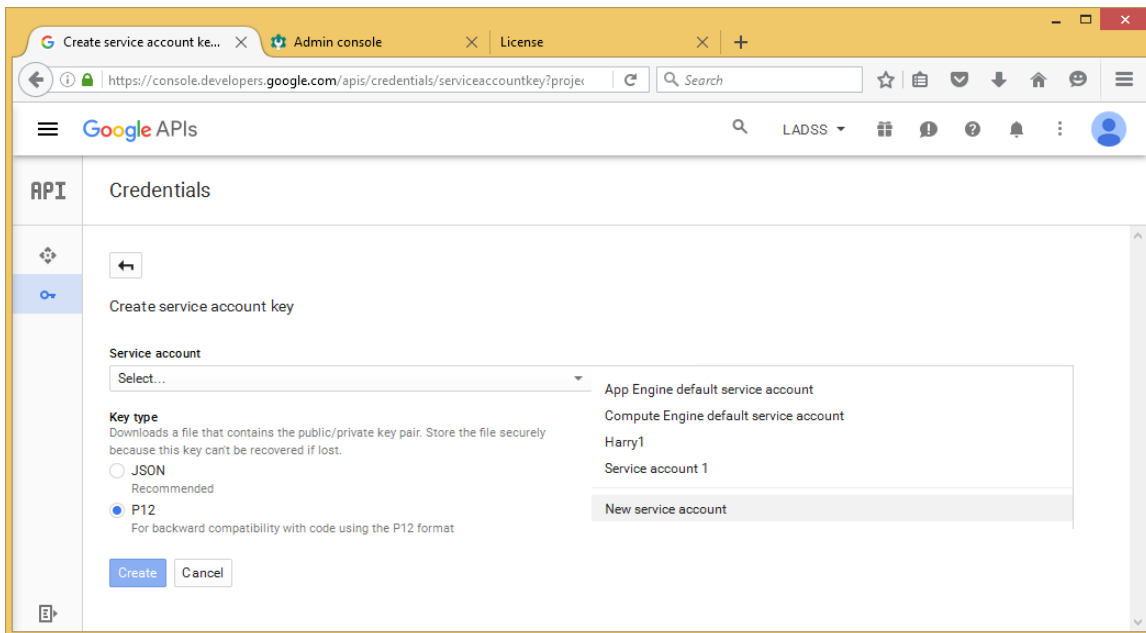 Create service account ke...
Admin console
License
https://console.developers.google.com/apis/credentials/serviceaccountkey?projec
Search
Google APIs
LADSS
API
Credentials
Create service account key
Service account
Select...
App Engine default service account
Compute Engine default service account
Harry1
Service account 1
New service account
Key type
Downloads a file that contains the public/private key pair. Store the file securely
because this key can't be recovered if lost.
JSON
Recommended
P12
For backward compatibility with code using the P12 format
Create
Cancel